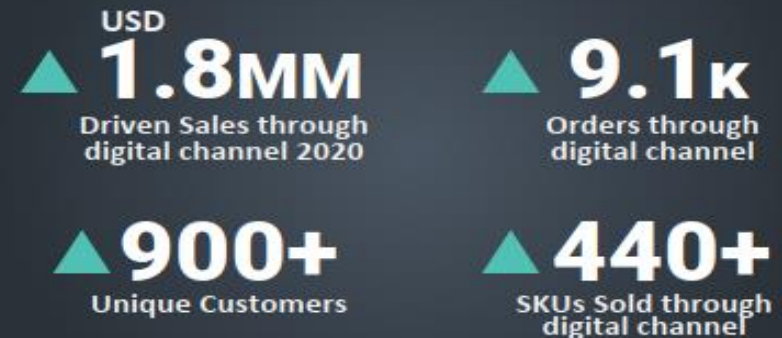 USD
1.8MM
Driven Sales through
digital channel 2020
9.1K
Orders through
digital channel
900+
Unique Customers
440+
SKUs Sold through
digital channel